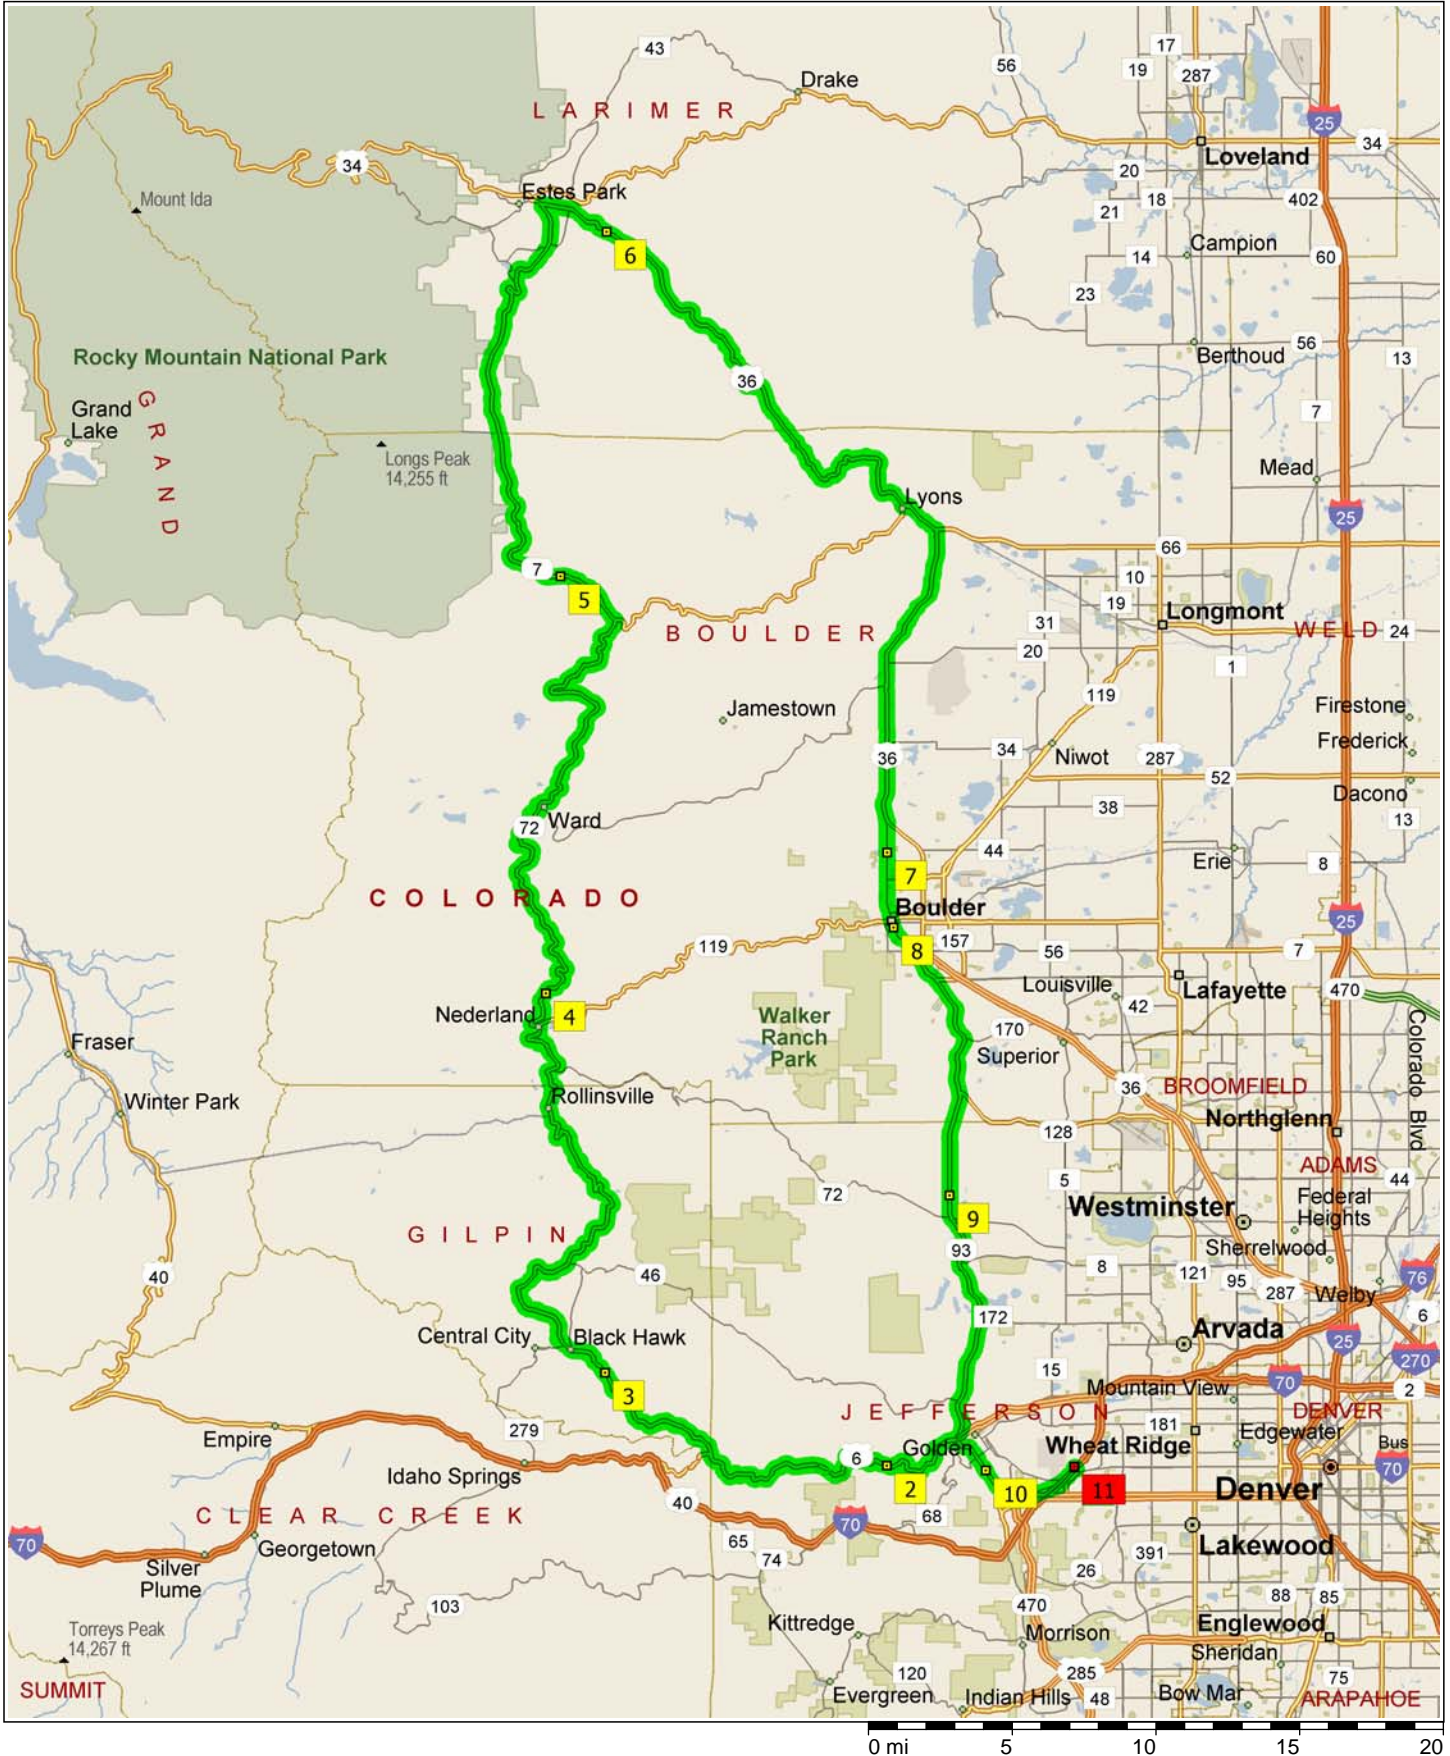 43
17
56
19
287
Drake
LARIMER
25
34
Loveland
34
20
Estes Park
Mount Ida
18
402
21
6
Campion
14
60
23
Rocky Mountain National Park
56
Berthoud
13
36
GRAND
Grand
Lake
7
Longs Peak
14,255 ft
Mead
Lyons
25
66
7
10
5
19
Longmont
31
BOULDER
WELD
24
20
1
119
Jamestown
Firestone
36
34
Niwot
287
Frederick
52
Dacono
38
72
Ward
13
44
Erie
8
7
COLORADO
Boulder
25
119
157
8
56
7
Louisville
Lafayette
470
42
Nederland
4
Walker
Ranch
Park
170
Colorado Blvd
Fraser
Superior
36
BROOMFIELD
Rollinsville
Winter Park
Northglenn
128
ADAMS
5
44
72
Westminster
Federal
Heights
9
GILPIN
93
Sherrelwood
8
40
46
121
95
76
287
Welby
172
6
Central City
Black Hawk
Arvada
25
270
15
3
Mountain View
70
2
JEFFERSON
DENVER
279
181
Edgewater
Empire
Golden
Wheat Ridge
Bus
70
6
Idaho Springs
2
10
11
Denver
40
68
CLEAR CREEK
70
70
65
Georgetown
74
391
Lakewood
Silver
Plume
26
88
85
103
470
Torreys Peak
14,267 ft
Kittredge
Morrison
Englewood
Sheridan
120
285
75
SUMMIT
Evergreen
Indian Hills
48
Bow Mar
ARAPAHOE
0 mi
5
10
15
20